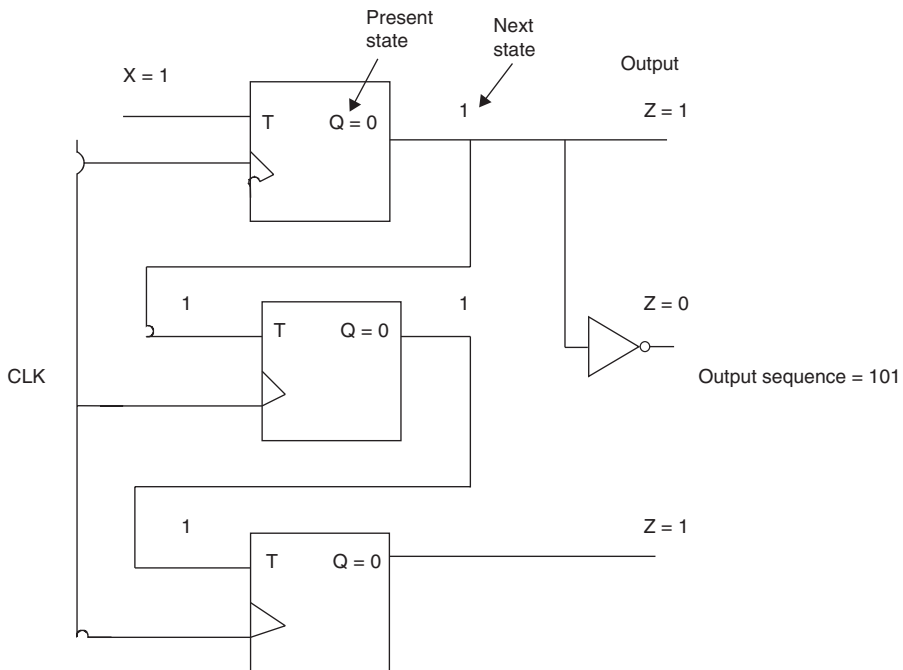 Present
state
Next
state
X = 1
Output
T
Q = 0
1
Z = 1
1
1
Z = 0
T
Q = 0
CLK
Output sequence = 101
1
Z = 1
T
Q = 0